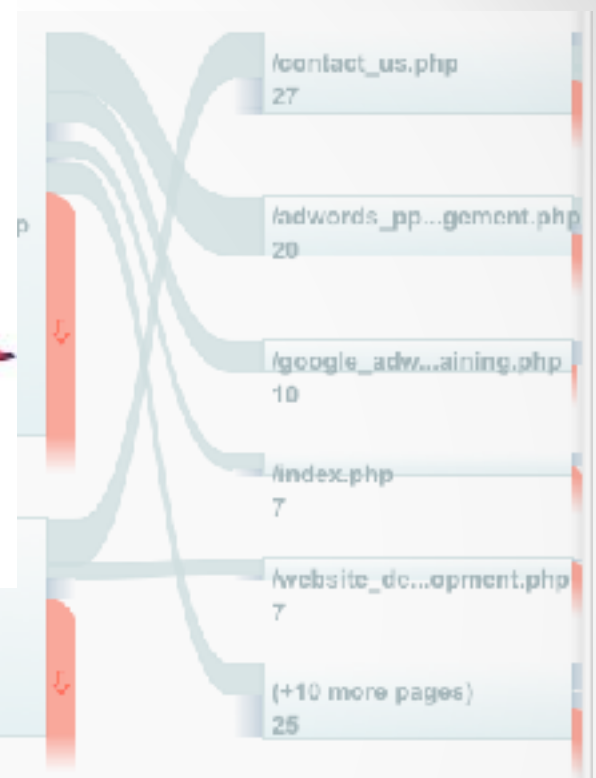 /contact_us.php
27
p
/adwords_pp...gement.php
20
/google_adw...aining.php
10
/index.php
7
/website_de...opment.php
7
(+10 more pages)
25